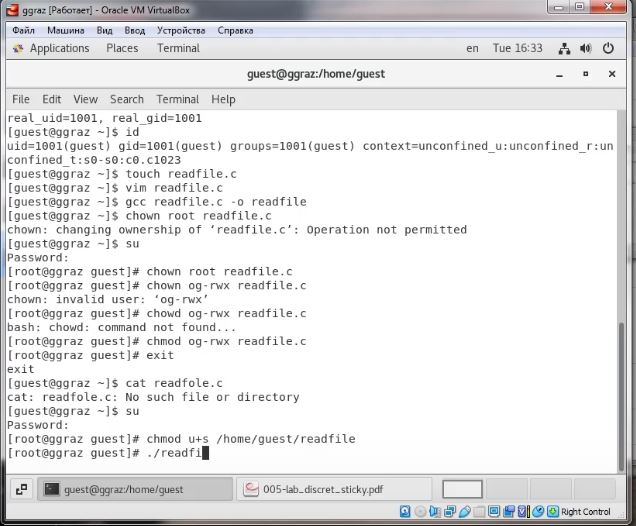 ggraz [Работает] - Oracle VM VirtualBox
Файл Машина Вид Ввод Устройства Справка
Applications Places Terminal en Tue 16:33
guest@ggraz:/home/guest
File Edit View Search Terminal Help
real_uid=1001, real_gid=1001
[guest@ggraz ~]$ id
uid=1001(guest) gid=1001(guest) groups=1001(guest) context=unconfined_u:unconfined_r:un
confined_t:s0-s0:c0.c1023
[guest@ggraz ~]$ touch readfile.c
[guest@ggraz ~]$ vim readfile.c
[guest@ggraz ~]$ gcc readfile.c -o readfile
[guest@ggraz ~]$ chown root readfile.c
chown: changing ownership of ‘readfile.c’: Operation not permitted
[guest@ggraz ~]$ su
Password:
[root@ggraz guest]# chown root readfile.c
[root@ggraz guest]# chown og-rwx readfile.c
chown: invalid user: ‘og-rwx’
[root@ggraz guest]# chowd og-rwx readfile.c
bash: chowd: command not found...
[root@ggraz guest]# chmod og-rwx readfile.c
[root@ggraz guest]# exit
exit
[guest@ggraz ~]$ cat readfole.c
cat: readfole.c: No such file or directory
[guest@ggraz ~]$ su
Password:
[root@ggraz guest]# chmod u+s /home/guest/readfile
[root@ggraz guest]# ./readfi
guest@ggraz:/home/guest 005-lab_discret_sticky.pdf
Right Control